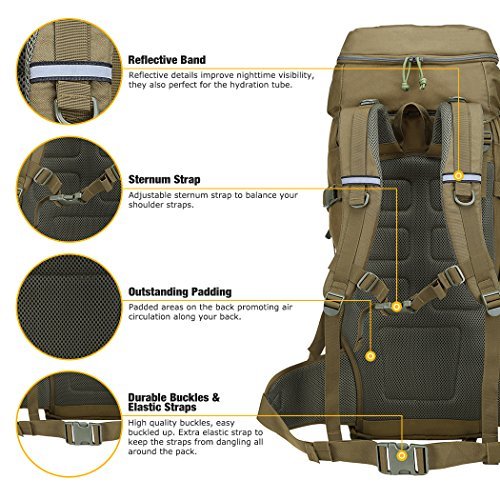 Reflective Band
Reflective details improve nighttime visibility,
they also perfect for the hydration tube.
Sternum Strap
Adjustable sternum strap to balance your
shoulder straps.
Outstanding Padding
Padded areas on the back promoting air
circulation along your back.
Durable Buckles &
Elastic Straps
High quality buckles, easy
buckled up. Extra elastic strap to
keep the straps from dangling all
around the pack.